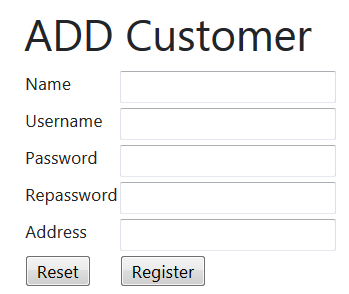 ADD Customer
Name
Username
Password
Repassword
Address
Reset Register